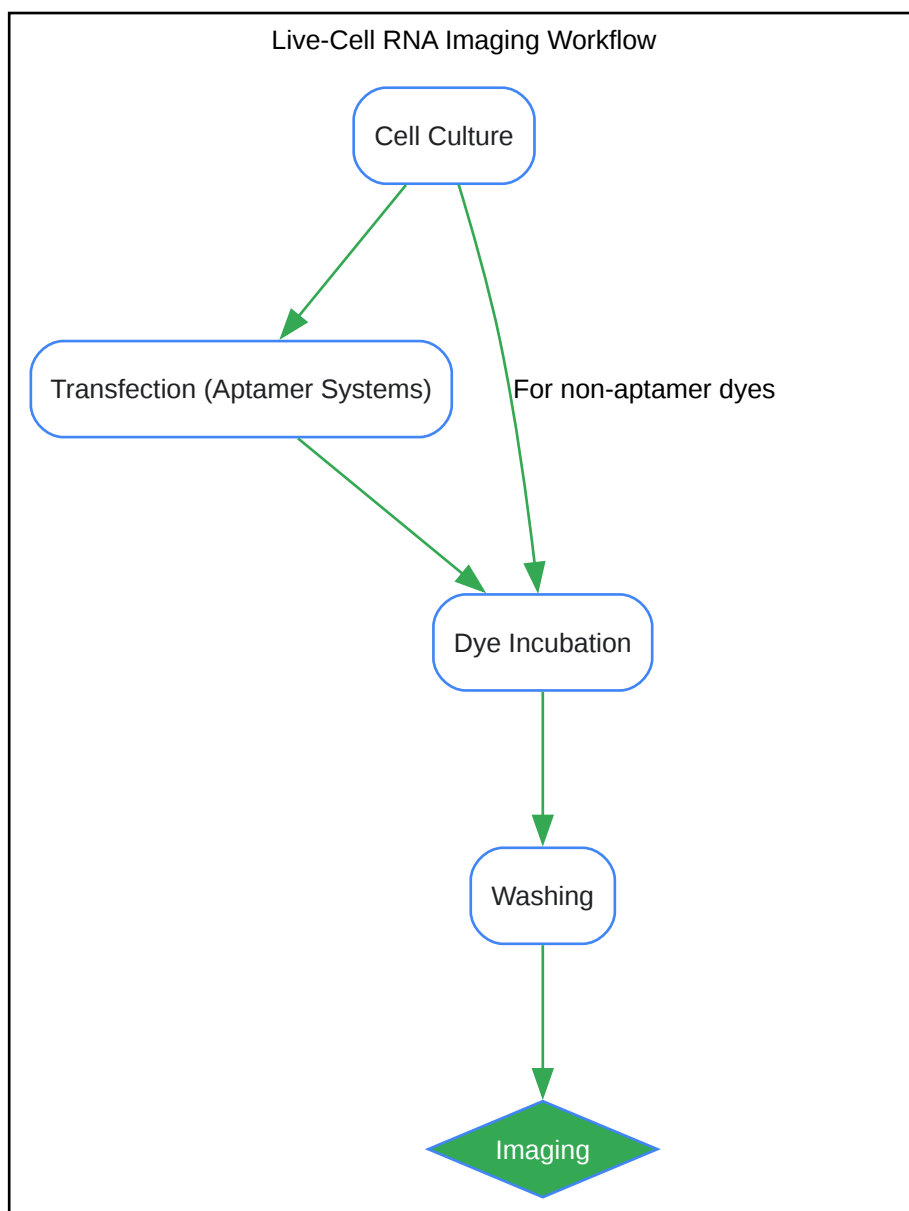 Live-Cell RNA Imaging Workflow
Cell Culture
Transfection (Aptamer Systems)
For non-aptamer dyes
Dye Incubation
Washing
Imaging